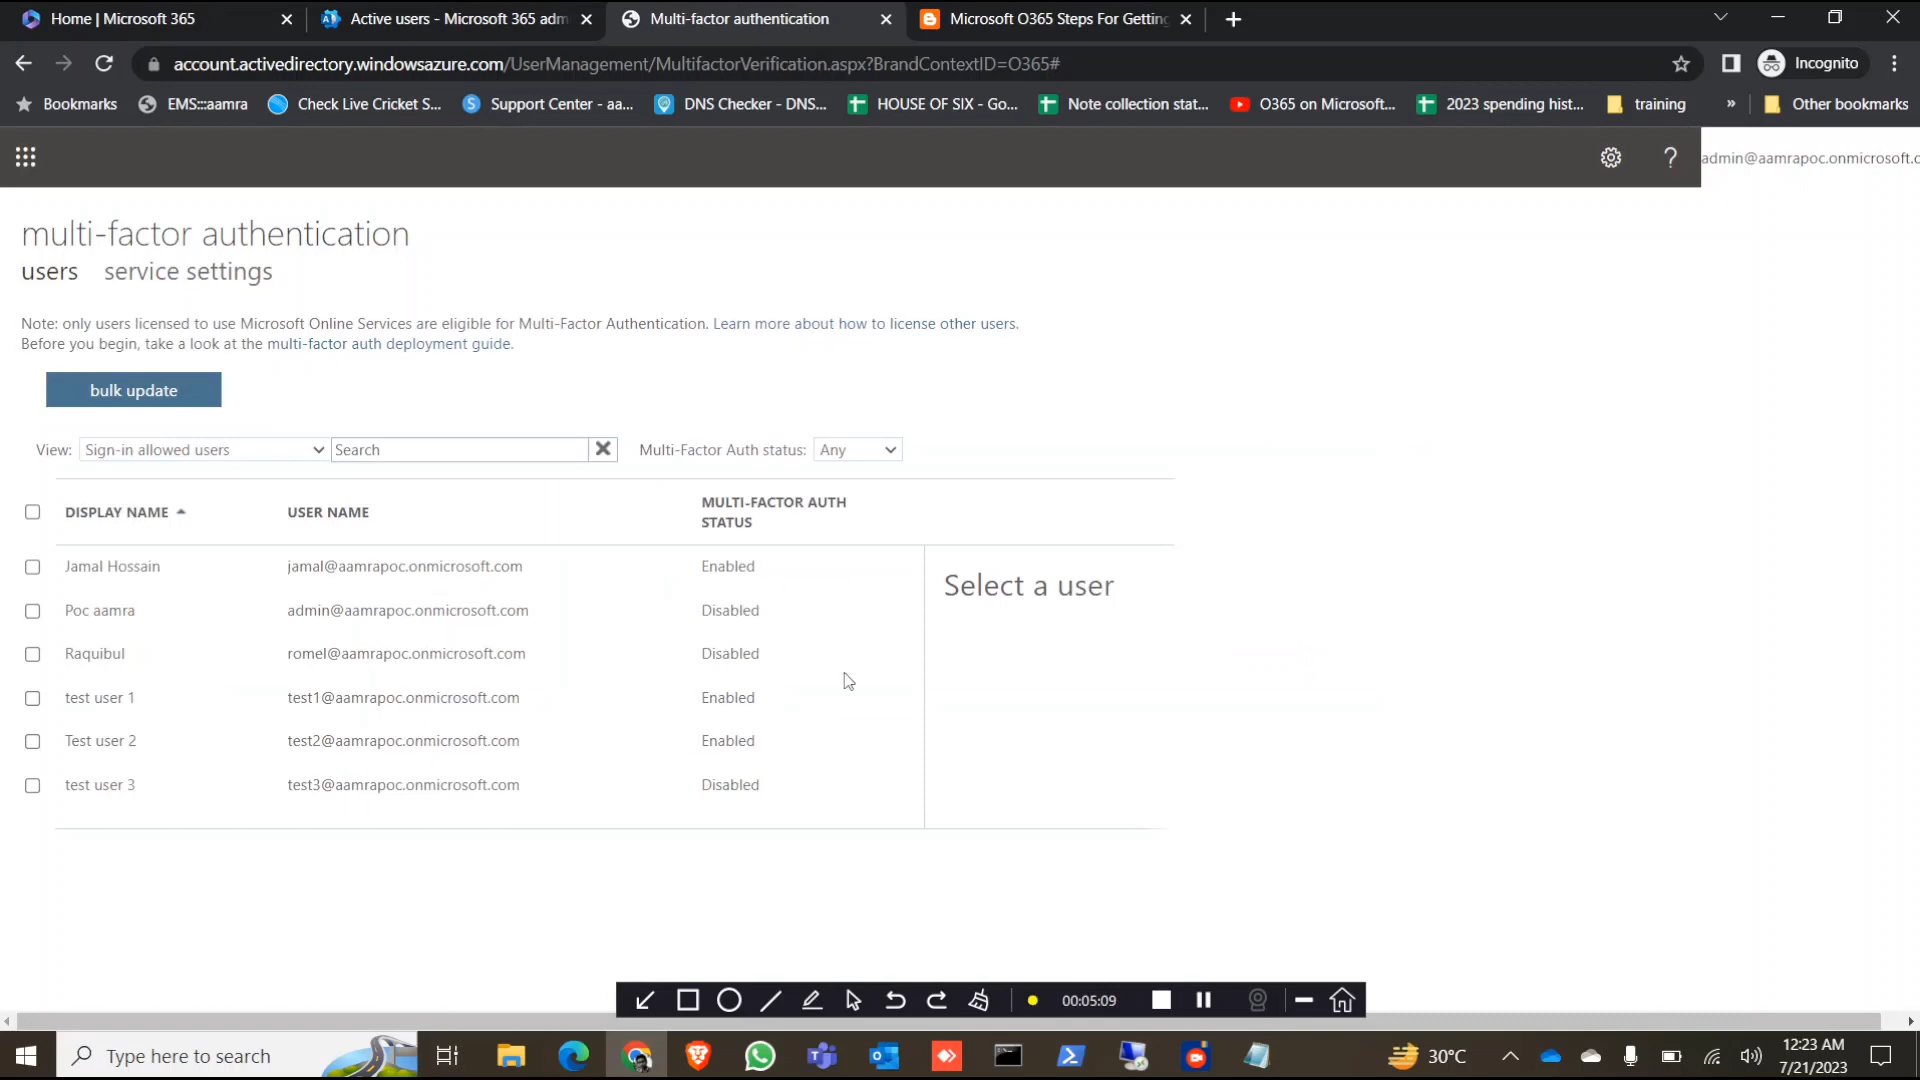 Home | Microsoft 365
Active users - Microsoft 365 adm
Multi-factor authentication
Microsoft O365 Steps For Getting
account.activedirectory.windowsazure.com/UserManagement/MultifactorVerification.aspx?BrandContextID=O365#
Incognito
Bookmarks
EMS:::aamra
Check Live Cricket S...
Support Center - aa...
DNS Checker - DNS...
HOUSE OF SIX - Go...
Note collection stat...
O365 on Microsoft...
2023 spending hist...
training
»
Other bookmarks
?
admin@aamrapoc.onmicrosoft.c
multi-factor authentication
users service settings
Note: only users licensed to use Microsoft Online Services are eligible for Multi-Factor Authentication. Learn more about how to license other users.
Before you begin, take a look at the multi-factor auth deployment guide.
bulk update
View: Sign-in allowed users Search Multi-Factor Auth status: Any
DISPLAY NAME USER NAME MULTI-FACTOR AUTH
STATUS
Jamal Hossain jamal@aamrapoc.onmicrosoft.com Enabled
Select a user
Poc aamra admin@aamrapoc.onmicrosoft.com Disabled
Raquibul romel@aamrapoc.onmicrosoft.com Disabled
test user 1 test1@aamrapoc.onmicrosoft.com Enabled
Test user 2 test2@aamrapoc.onmicrosoft.com Enabled
test user 3 test3@aamrapoc.onmicrosoft.com Disabled
00:05:09
Type here to search
30°C
12:23 AM
7/21/2023